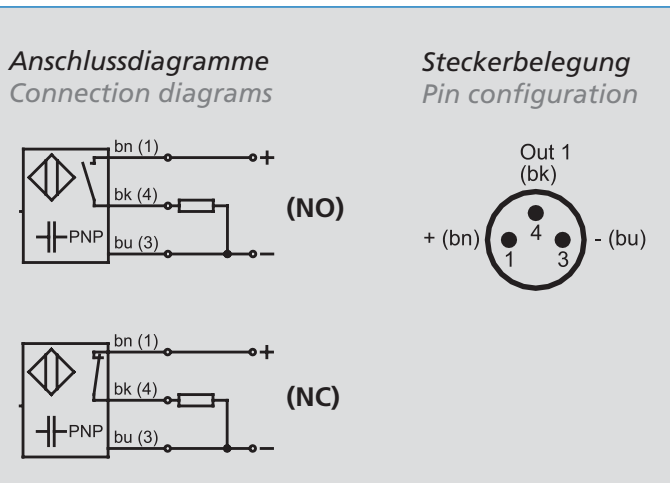 Anschlussdiagramme
Connection diagrams
bn (1)
+
bk (4)
(NO)
PNP
bu (3)
−
bn (1)
+
bk (4)
(NC)
PNP
bu (3)
−
Steckerbelegung
Pin configuration
Out 1
(bk)
+ (bn)
4
- (bu)
1
3